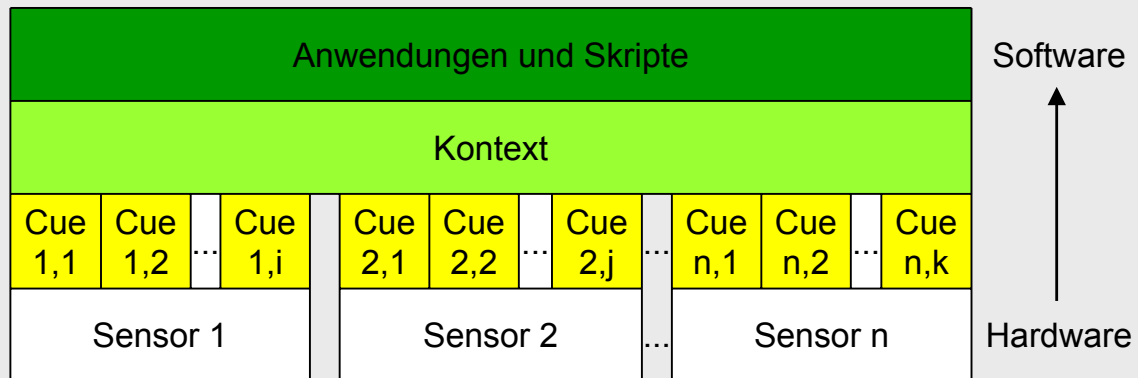 Anwendungen und Skripte
Software
Kontext
Cue Cue Cue Cue Cue Cue Cue Cue Cue
1,1 1,2 ... 1,i 2,1 2,2 ... 2,j ... n,1 n,2 ... n,k
Sensor 1 Sensor 2 ... Sensor n
Hardware